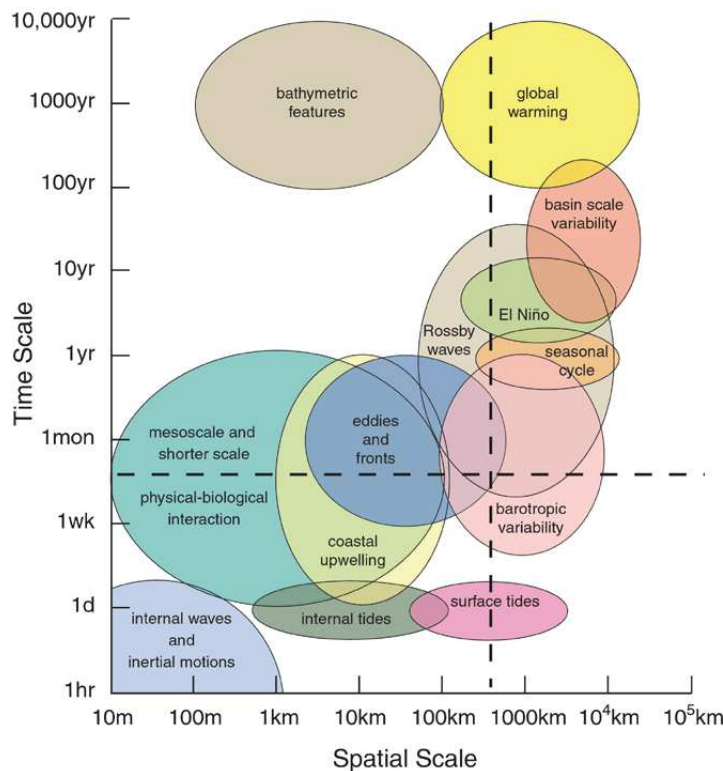 10,000yr
1000yr
100yr
10yr
1yr
1mon
1wk
1d
1hr
Time Scale
bathymetric
features
global
warming
basin scale
variability
El Niño
Rossby
waves
seasonal
cycle
mesoscale and
shorter scale
physical-biological
interaction
eddies
and
fronts
coastal
upwelling
barotropic
variability
internal waves
and
inertial motions
internal tides
surface tides
10m
100m
1km
10km
100km
1000km
10⁴km
10⁵km
Spatial Scale